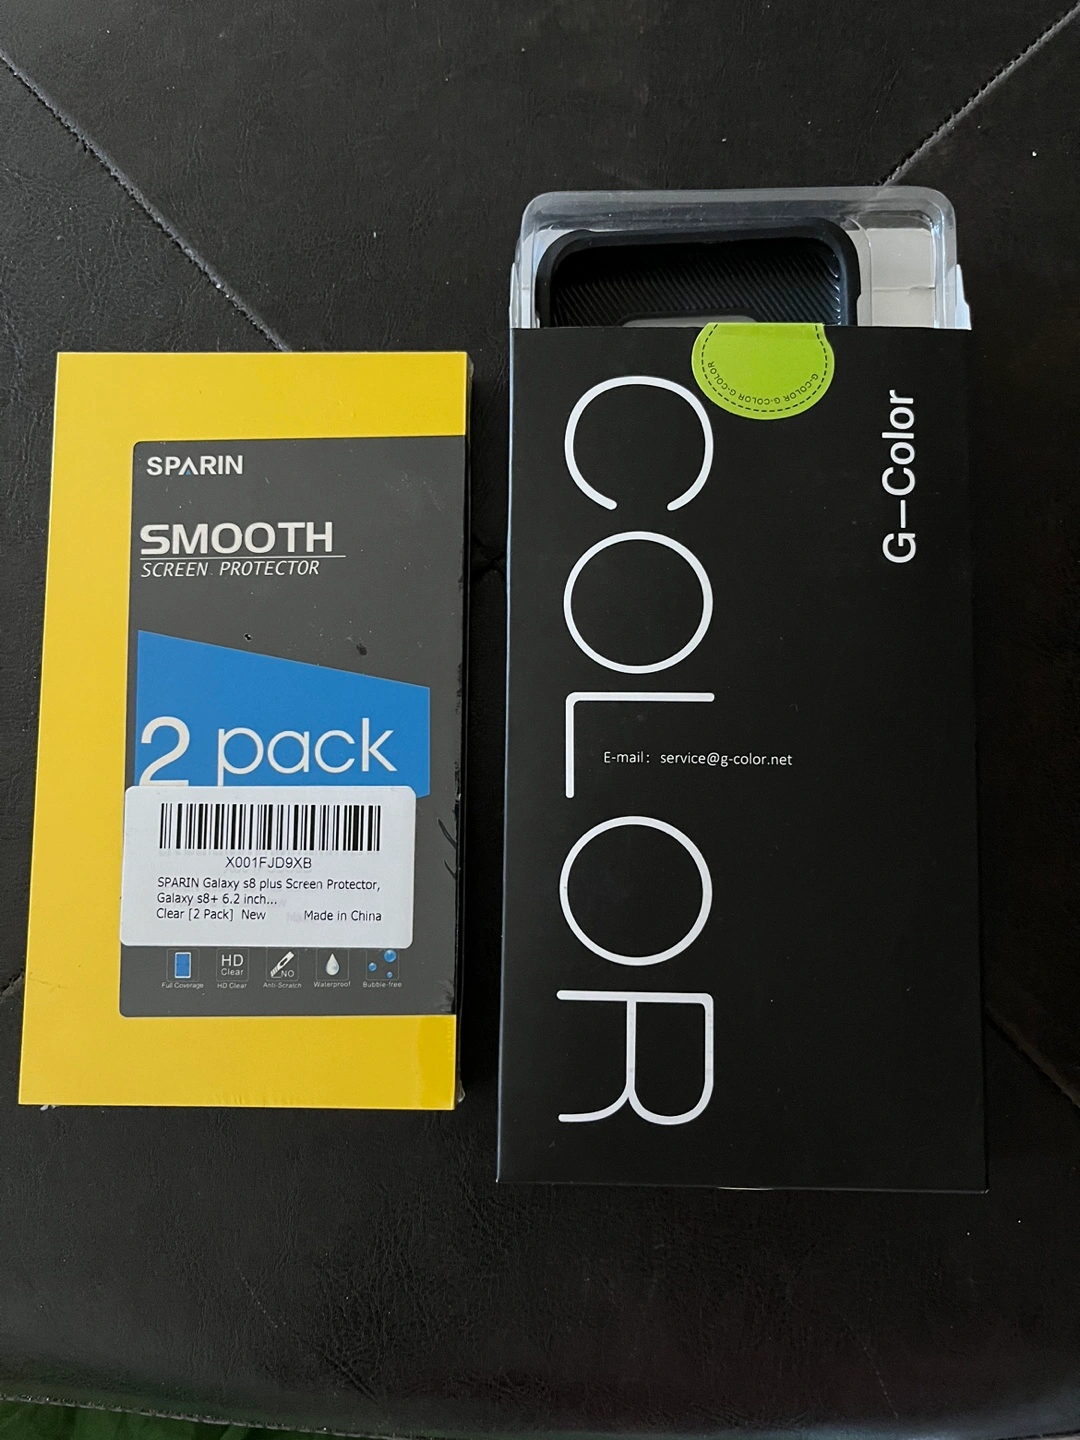 SPARIN
SMOOTH
SCREEN PROTECTOR
2 pack
X001FJD9XB
SPARIN Galaxy s8 plus Screen Protector,
Galaxy s8+ 6.2 inch...
Clear [2 Pack] New Made in China
HD
Clear
NO
Full Coverage
HD Clear
Anti-Scratch
Waterproof
Bubble-free
G-COLOR G-COLOR G-COLOR
COLOR
G-Color
E-mail: service@g-color.net